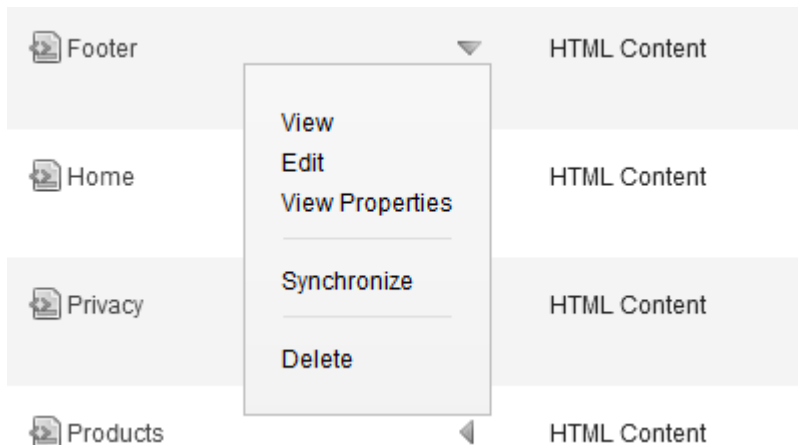 Footer HTML Content
View
Edit
Home HTML Content
View Properties
Synchronize
Privacy HTML Content
Delete
Products HTML Content